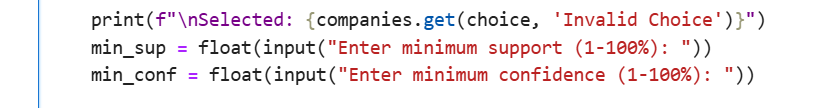 print(f"\nSelected: {companies.get(choice, 'Invalid Choice')}")
min_sup = float(input("Enter minimum support (1-100%): "))
min_conf = float(input("Enter minimum confidence (1-100%): "))